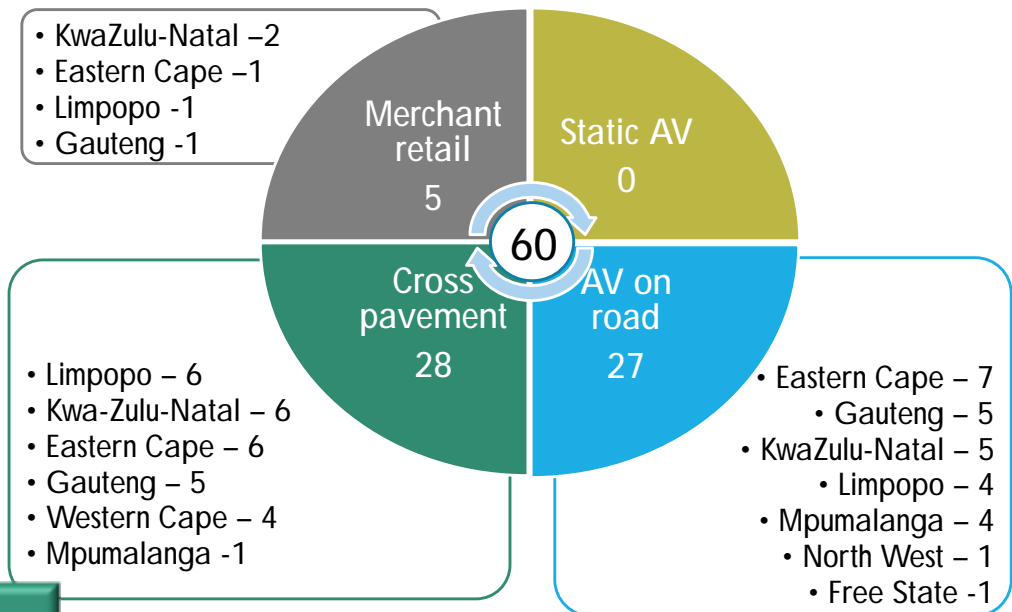 • KwaZulu-Natal –2
• Eastern Cape –1
• Limpopo -1
• Gauteng -1
Merchant
retail
5
Static AV
0
60
Cross
pavement
28
AV on
road
27
• Limpopo – 6
• Kwa-Zulu-Natal – 6
• Eastern Cape – 6
• Gauteng – 5
• Western Cape – 4
• Mpumalanga -1
• Eastern Cape – 7
• Gauteng – 5
• KwaZulu-Natal – 5
• Limpopo – 4
• Mpumalanga – 4
• North West – 1
• Free State -1